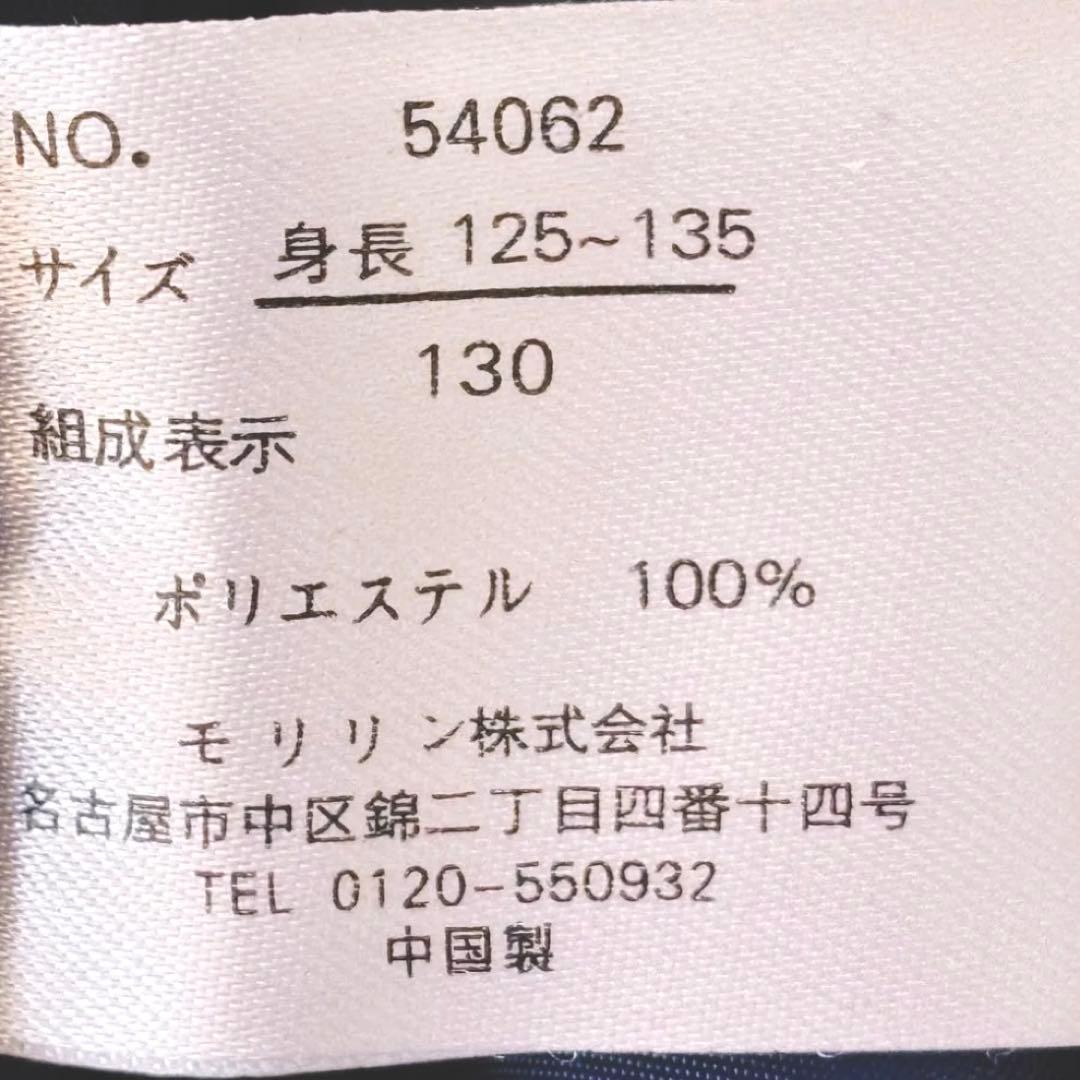 NO. 54062
サイズ 身長 125~135
130
組成表示
ポリエステル 100%
モリリン株式会社
名古屋市中区錦二丁目四番十四号
TEL 0120-550932
中国製